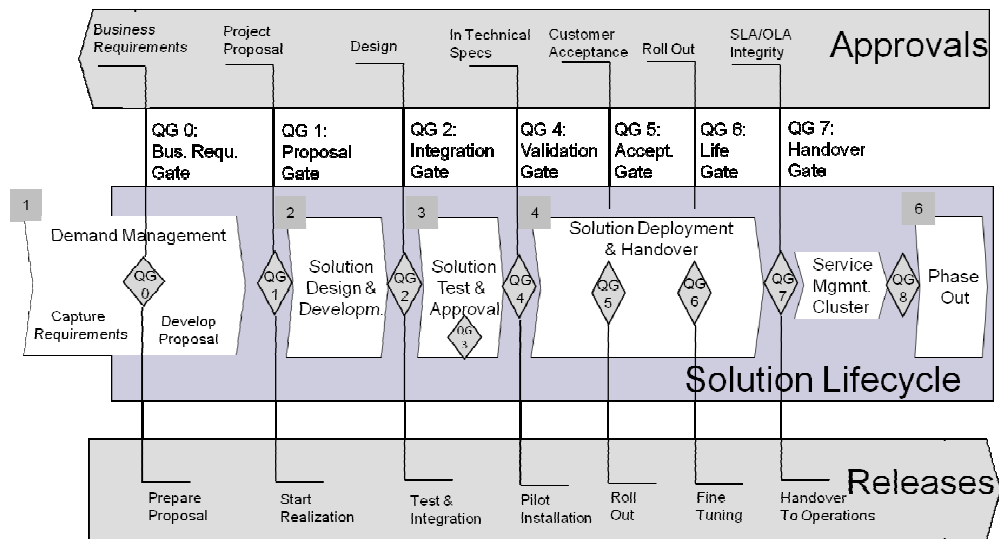 Business
Requirements
Project
Proposal
Design
In Technical
Specs
Customer
Acceptance
Roll Out
SLA/OLA
Integrity
Approvals
QG 0:
Bus. Requ.
Gate
QG 1:
Proposal
Gate
QG 2:
Integration
Gate
QG 4:
Validation
Gate
QG 5:
Accept.
Gate
QG 6:
Life
Gate
QG 7:
Handover
Gate
1
Demand Management
QG
0
Capture
Requirements
Develop
Proposal
QG
1
2
Solution
Design &
Developm.
QG
2
3
Solution
Test &
Approval
QG
3
QG
4
4
Solution Deployment
& Handover
QG
5
QG
6
QG
7
Service
Mgmnt.
Cluster
QG
8
6
Phase
Out
Solution Lifecycle
Prepare
Proposal
Start
Realization
Test &
Integration
Pilot
Installation
Roll
Out
Fine
Tuning
Handover
To Operations
Releases